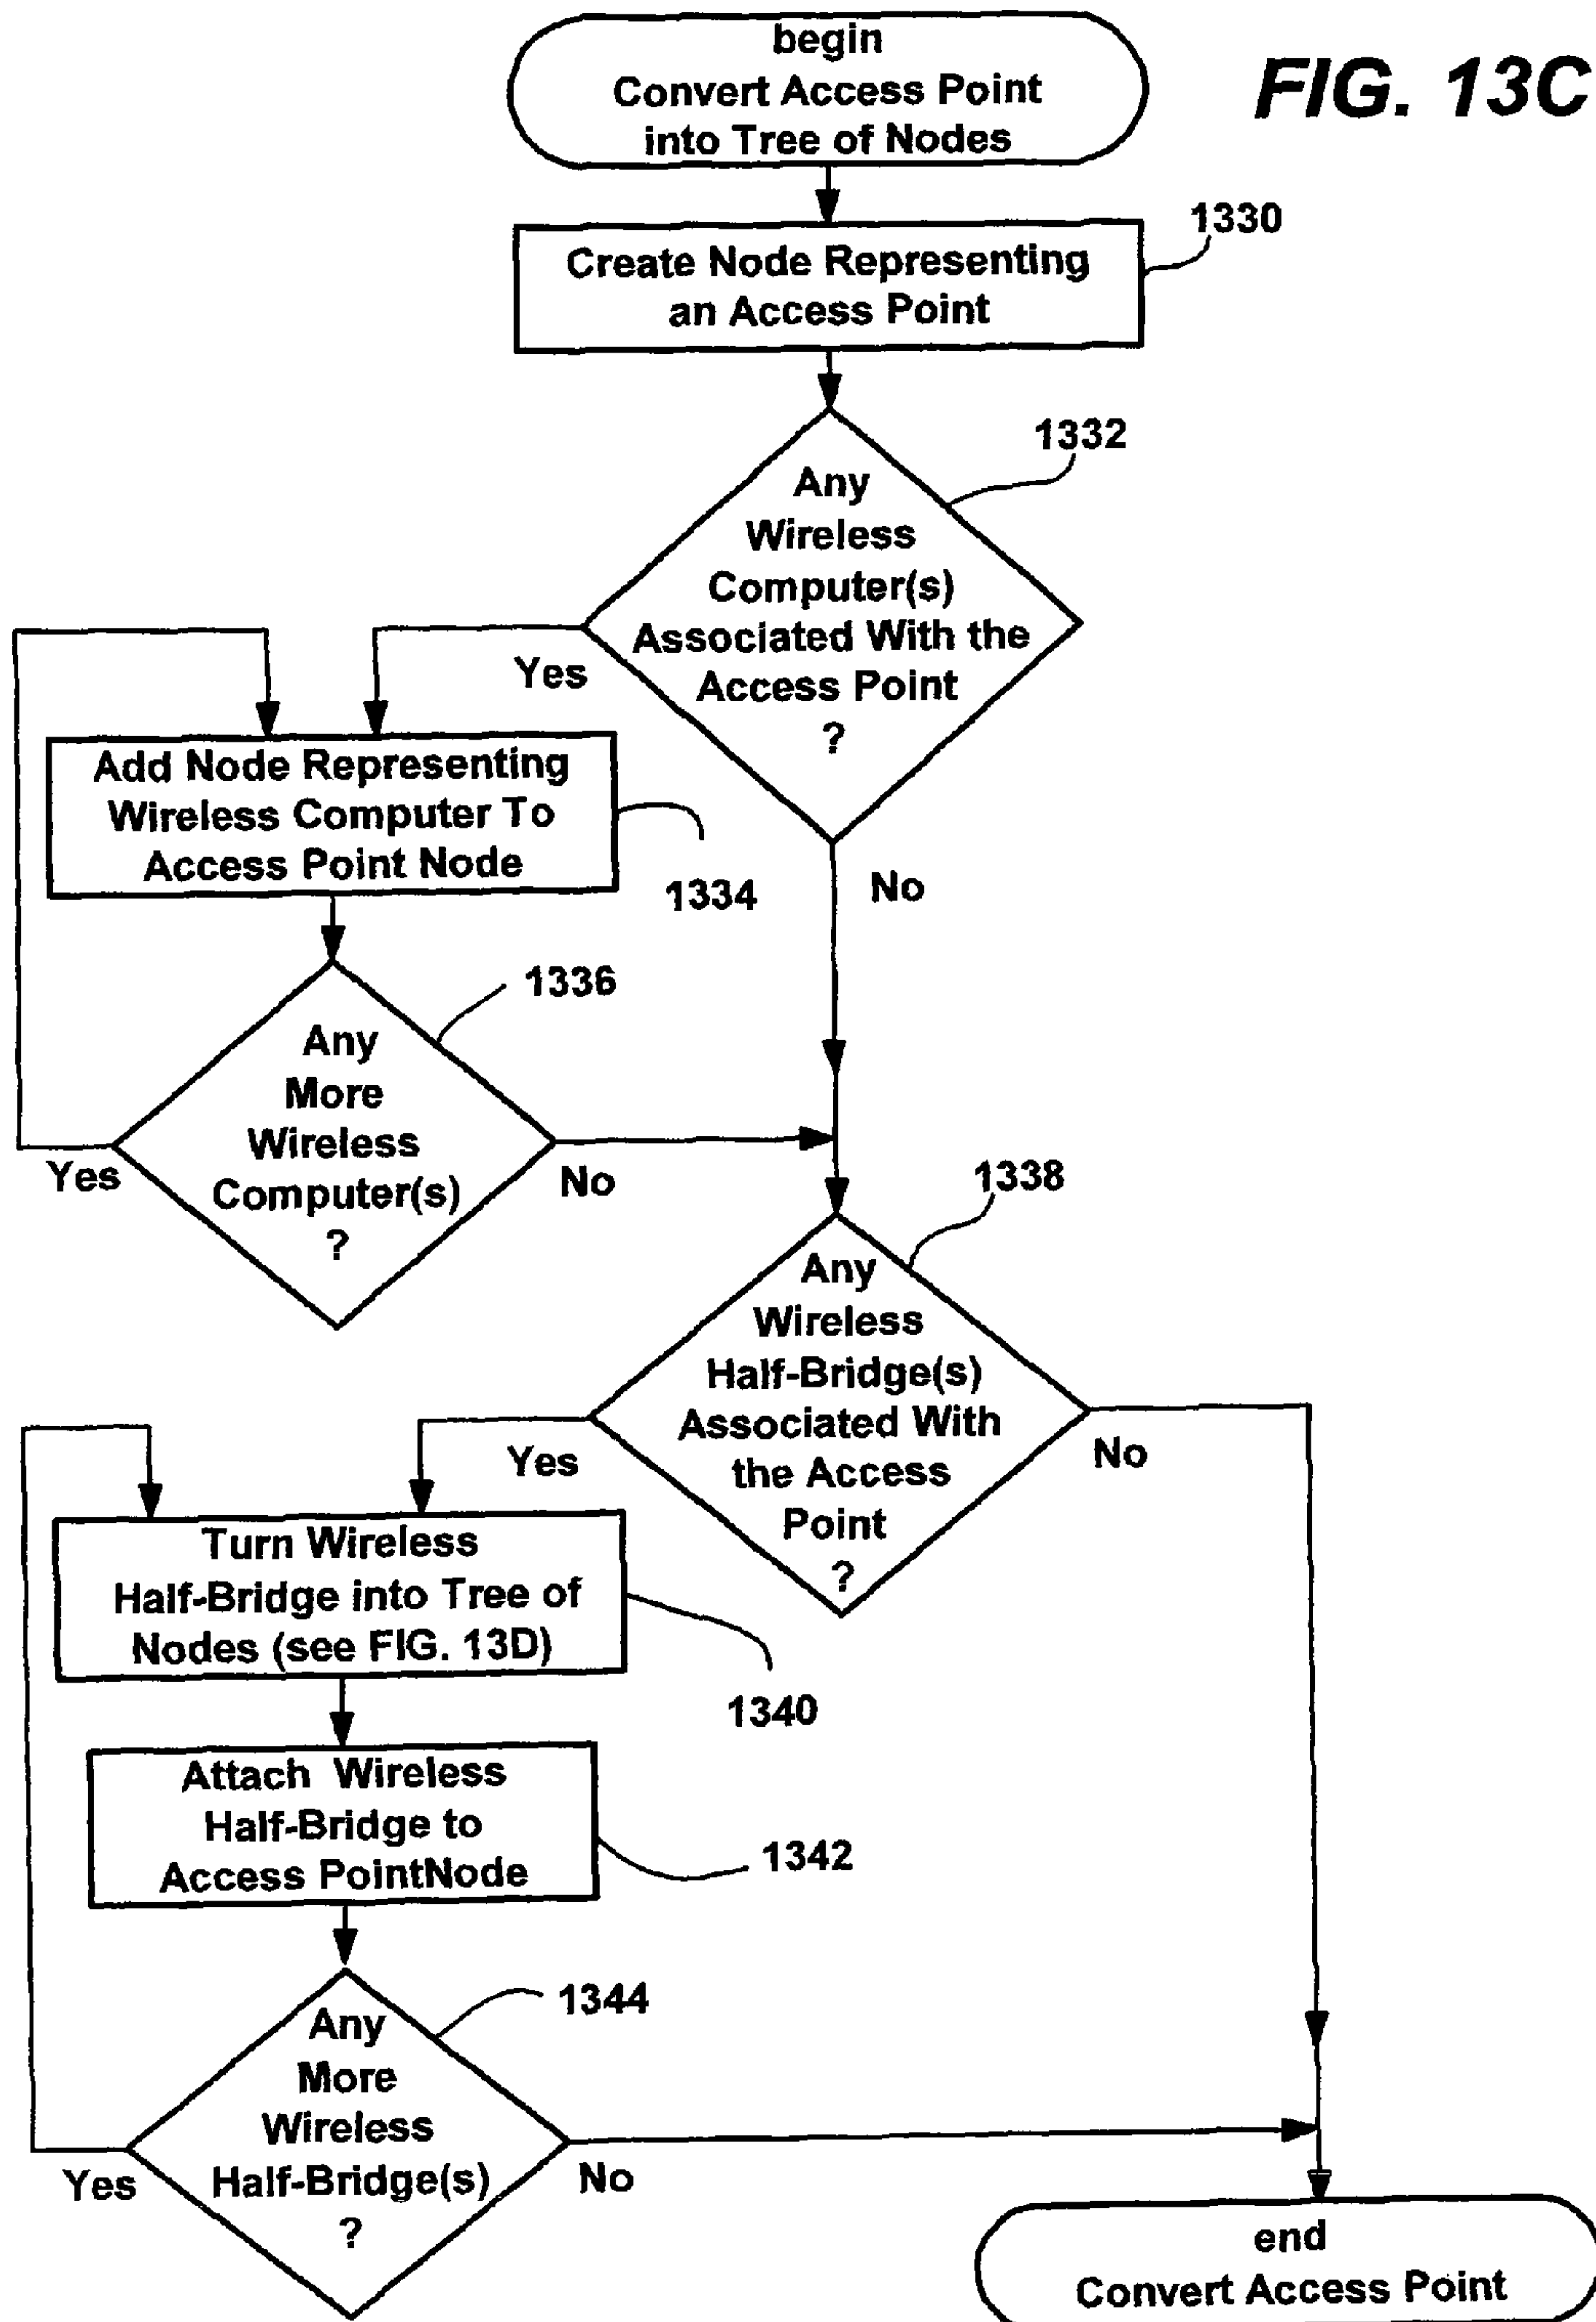 FIG. 13C
begin
Convert Access Point
into Tree of Nodes
1330
Create Node Representing
an Access Point
1332
Any
Wireless
Computer(s)
Associated With the
Access Point
?
Yes
No
Add Node Representing
Wireless Computer To
Access Point Node
1334
1336
Any
More
Wireless
Computer(s)
?
Yes
No
1338
Any
Wireless
Half-Bridge(s)
Associated With
the Access
Point
?
Yes
No
Turn Wireless
Half-Bridge into Tree of
Nodes (see FIG. 13D)
1340
Attach Wireless
Half-Bridge to
Access PointNode
1342
1344
Any
More
Wireless
Half-Bridge(s)
?
Yes
No
end
Convert Access Point